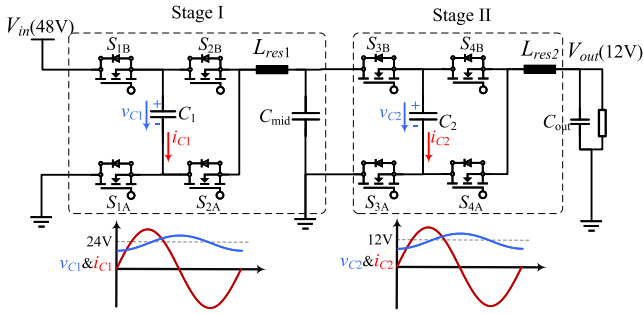 Stage I
Stage II
Vin(48V)
S1B
S2B
Lres1
S3B
S4B
Lres2
Vout(12V)
vC1
+
-
C1
Cmid
vC2
+
-
C2
Cout
iC1
iC2
S1A
S2A
S3A
S4A
24V
vC1&iC1
12V
vC2&iC2